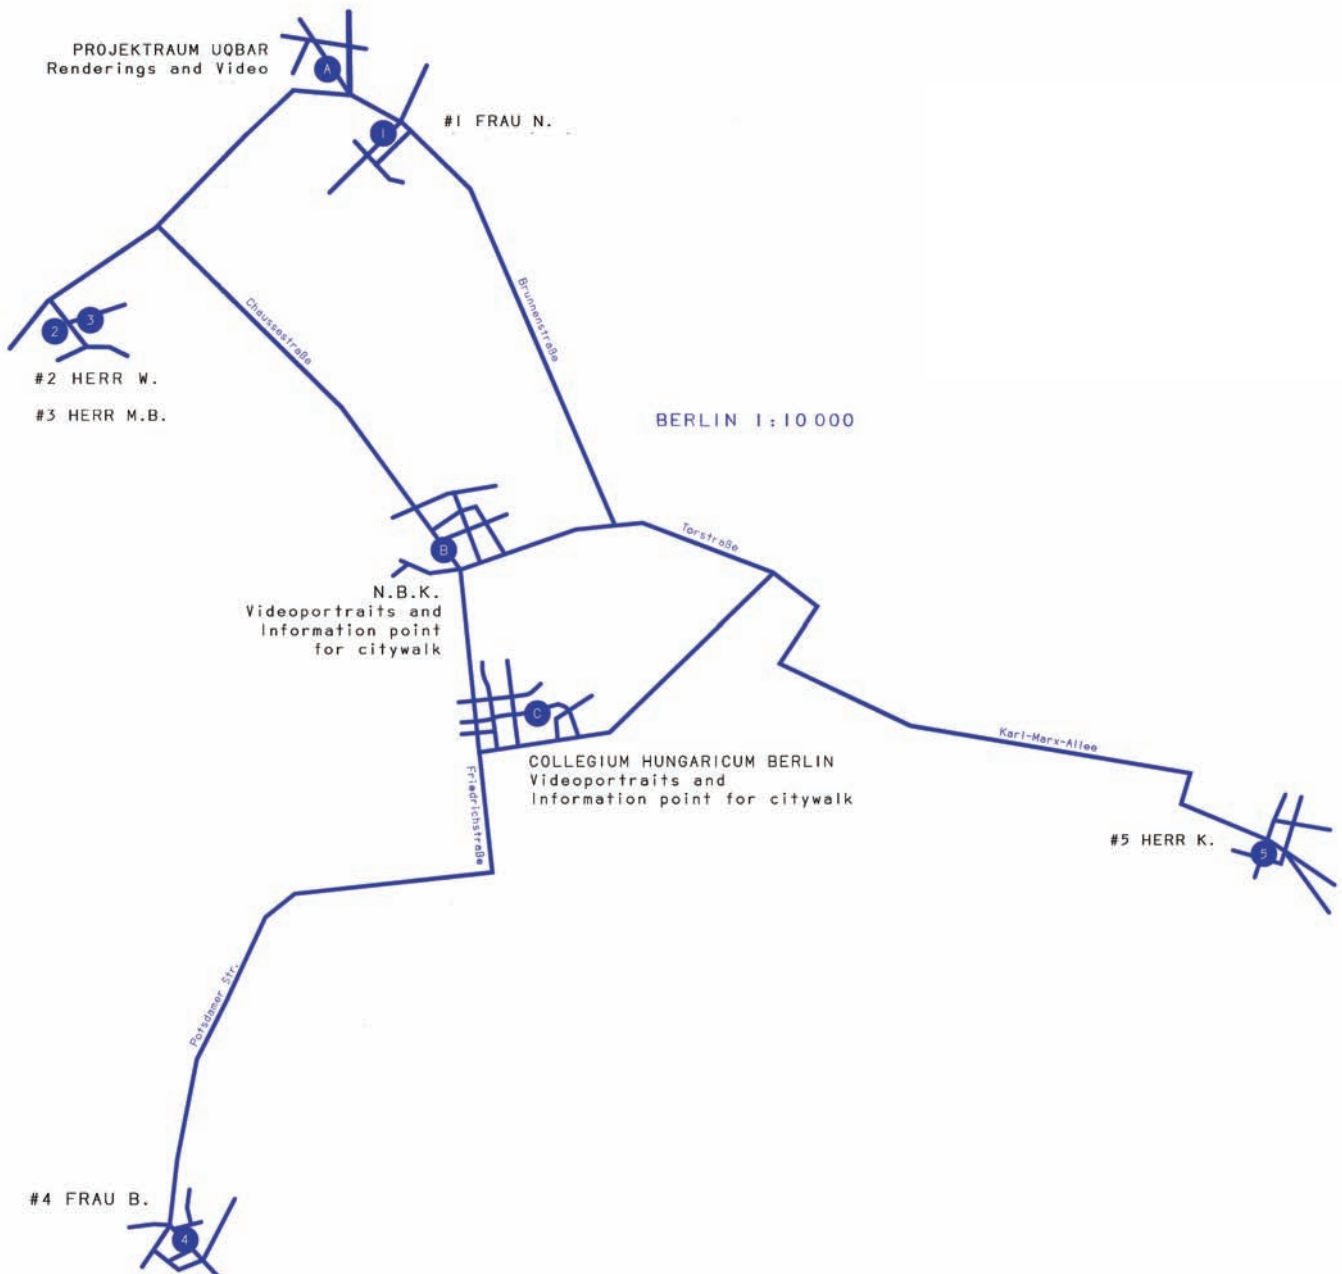 PROJEKTRAUM UQBAR
Renderings and Video
A
#1 FRAU N.
1
Chaussestraße
Brunnenstraße
3
2
#2 HERR W.
#3 HERR M.B.
BERLIN 1:10 000
Torstraße
B
N.B.K.
Videoportraits and
Information point
for citywalk
C
Karl-Marx-Allee
COLLEGIUM HUNGARICUM BERLIN
Videoportraits and
Information point for citywalk
Friedrichstraße
#5 HERR K.
5
Potsdamer Str.
#4 FRAU B.
4